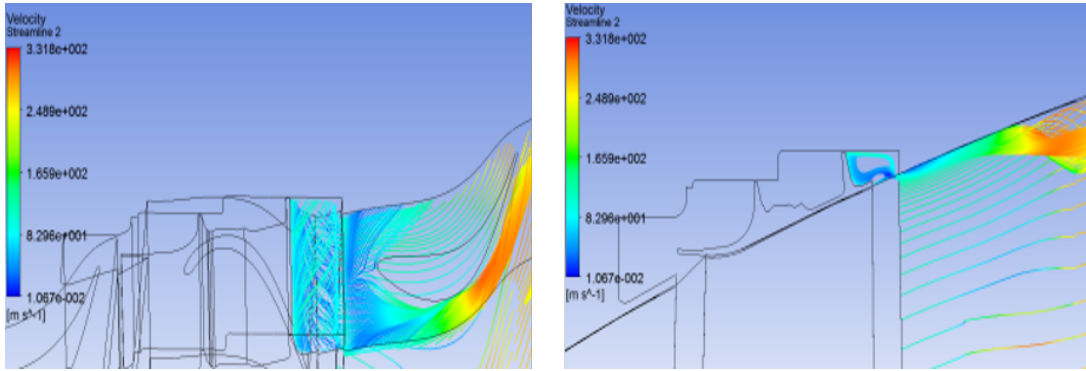 Velocity
Streamline 2
3.318e+002
2.489e+002
1.659e+002
8.296e+001
1.067e-002
[m s^-1]
Velocity
Streamline 2
3.318e+002
2.489e+002
1.659e+002
8.296e+001
1.067e-002
[m s^-1]